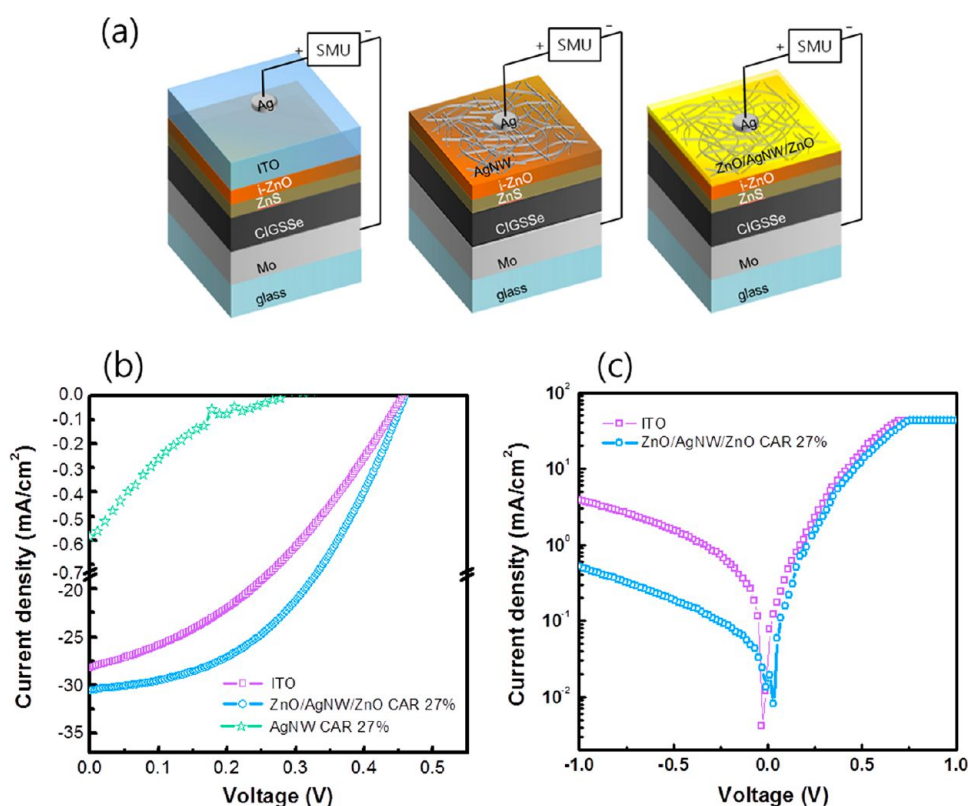 (a)
+ SMU −
Ag
ITO
i-ZnO
ZnS
CIGSSe
Mo
glass
+ SMU −
Ag
AgNW
i-ZnO
ZnS
CIGSSe
Mo
glass
+ SMU −
Ag
ZnO/AgNW/ZnO
i-ZnO
ZnS
CIGSSe
Mo
glass
(b)
Current density (mA/cm²)
0.0
-0.1
-0.2
-0.3
-0.4
-0.5
-0.6
-0.7
-20
-25
-30
-35
ITO
ZnO/AgNW/ZnO CAR 27%
AgNW CAR 27%
0.0 0.1 0.2 0.3 0.4 0.5
Voltage (V)
(c)
Current density (mA/cm²)
10²
10¹
10⁰
10⁻¹
10⁻²
ITO
ZnO/AgNW/ZnO CAR 27%
-1.0 -0.5 0.0 0.5 1.0
Voltage (V)